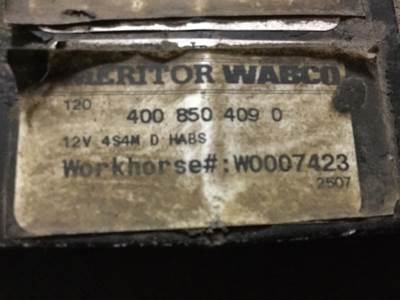 MERITOR WABCO
120
400 850 409 0
12V 4S4M D HABS
Workhorse#:W0007423
2507